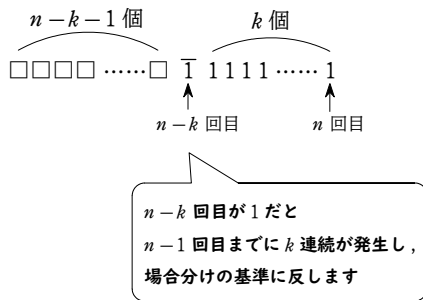 n−k−1 個 k 個
□□□□ ……□ 1̅ 1111 ……1
n−k 回目 n 回目
n−k 回目が 1 だと
n−1 回目までに k 連続が発生し,
場合分けの基準に反します